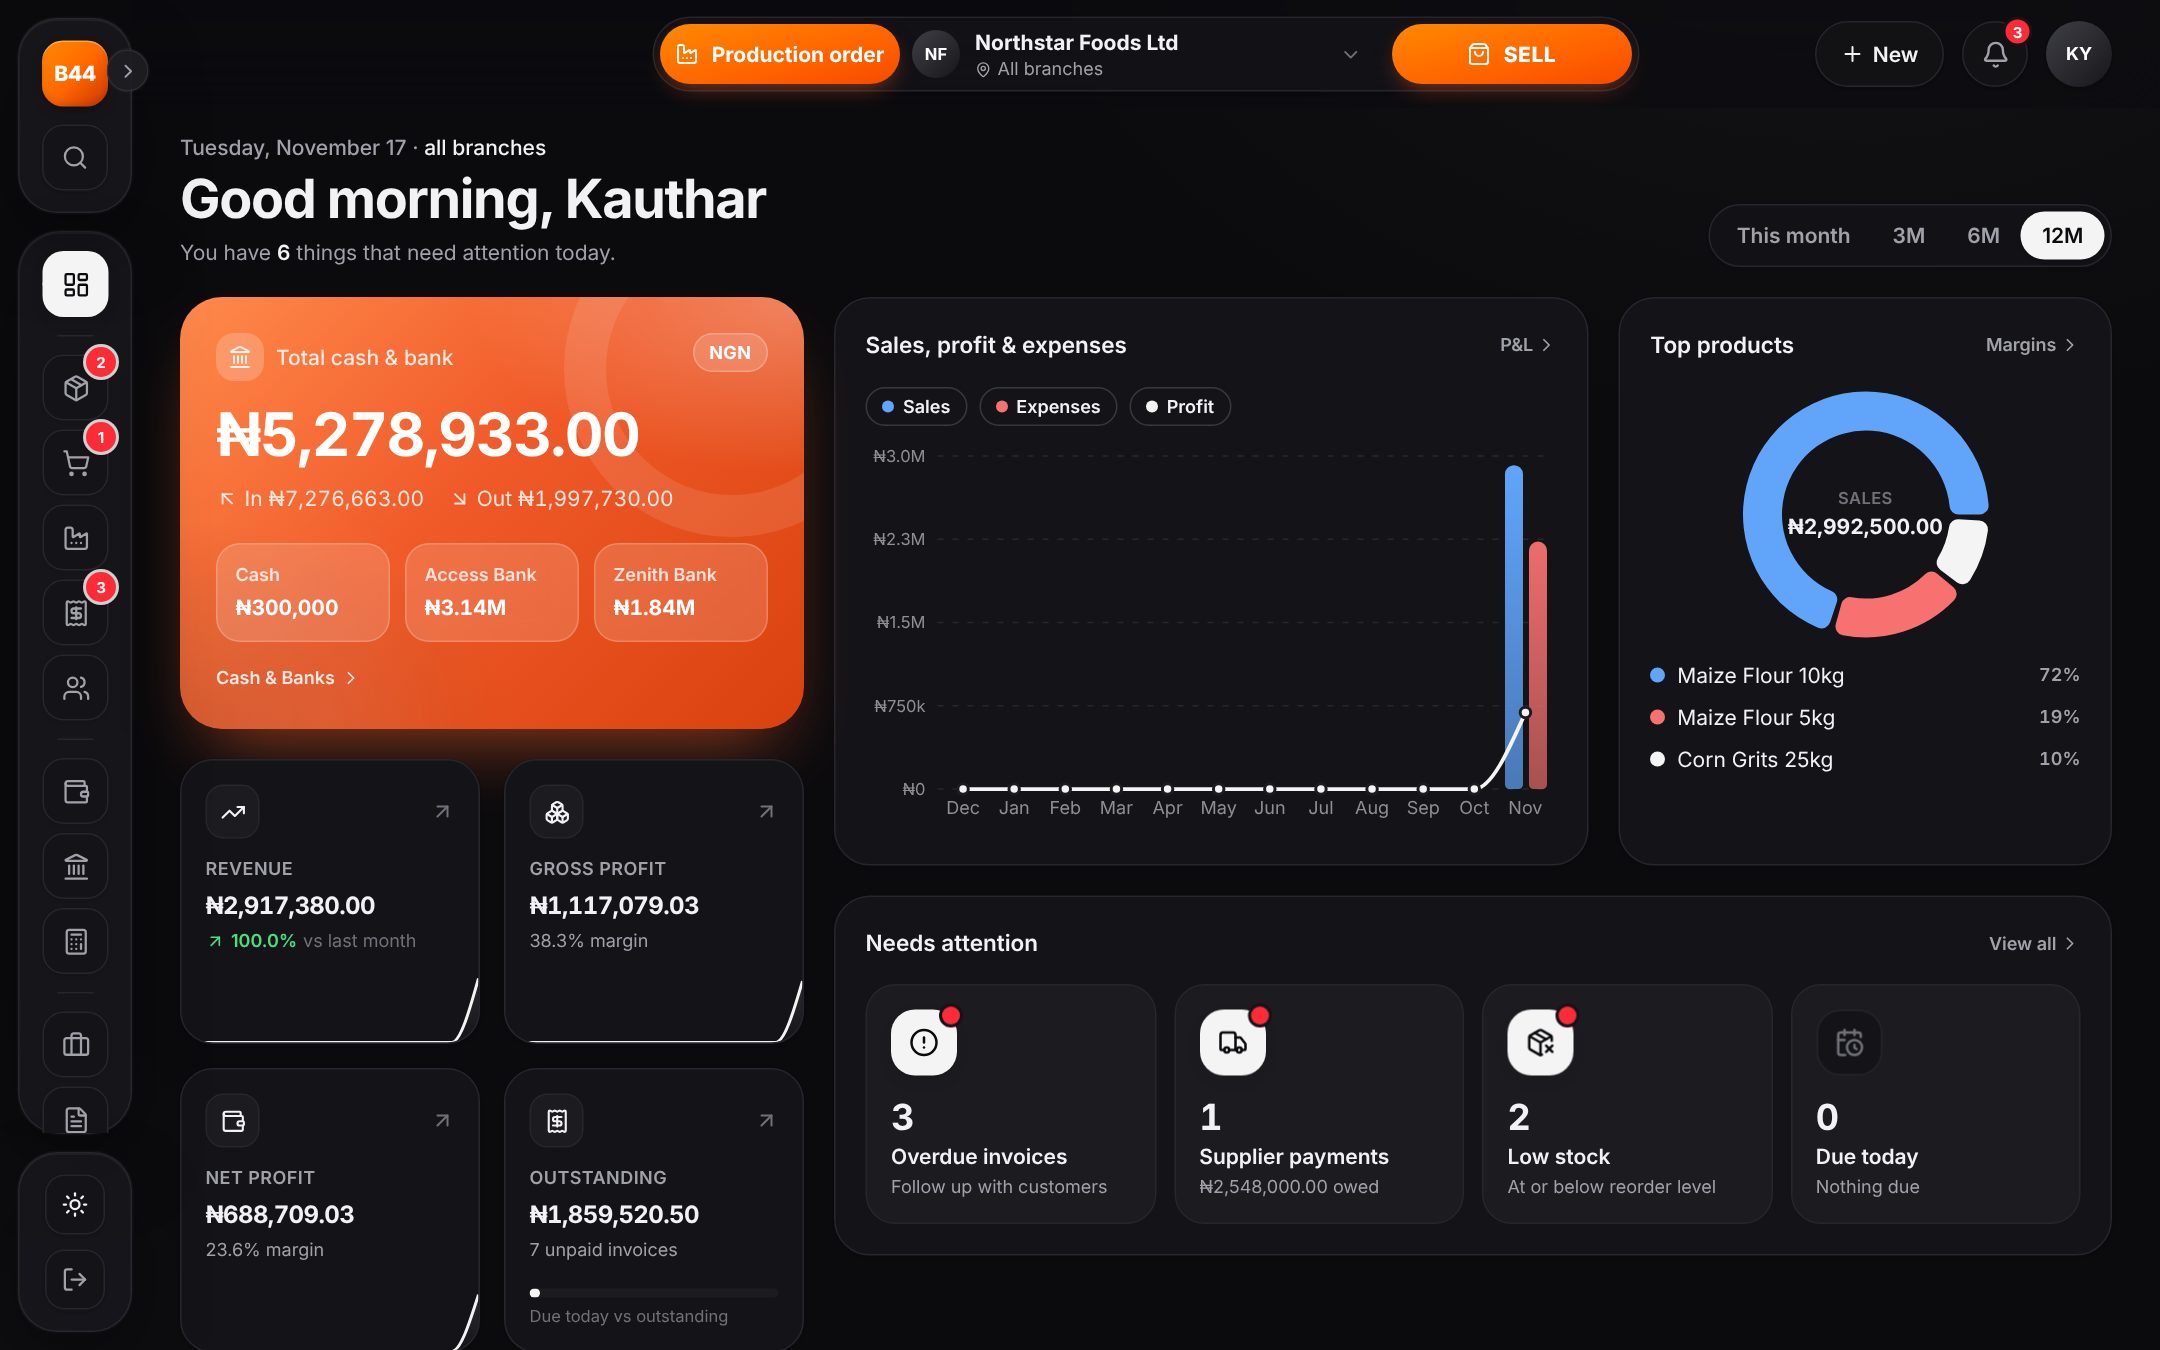 B44
Production order
NF
Northstar Foods Ltd
All branches
SELL
New
3
KY
Tuesday, November 17 · all branches
Good morning, Kauthar
You have 6 things that need attention today.
This month
3M
6M
12M
2
1
3
Total cash & bank
NGN
₦5,278,933.00
In ₦7,276,663.00
Out ₦1,997,730.00
Cash
₦300,000
Access Bank
₦3.14M
Zenith Bank
₦1.84M
Cash & Banks
REVENUE
₦2,917,380.00
100.0% vs last month
GROSS PROFIT
₦1,117,079.03
38.3% margin
NET PROFIT
₦688,709.03
23.6% margin
OUTSTANDING
₦1,859,520.50
7 unpaid invoices
Due today vs outstanding
Sales, profit & expenses
P&L
Sales
Expenses
Profit
₦3.0M
₦2.3M
₦1.5M
₦750k
₦0
Dec Jan Feb Mar Apr May Jun Jul Aug Sep Oct Nov
Top products
Margins
SALES
₦2,992,500.00
Maize Flour 10kg 72%
Maize Flour 5kg 19%
Corn Grits 25kg 10%
Needs attention
View all
3
Overdue invoices
Follow up with customers
1
Supplier payments
₦2,548,000.00 owed
2
Low stock
At or below reorder level
0
Due today
Nothing due